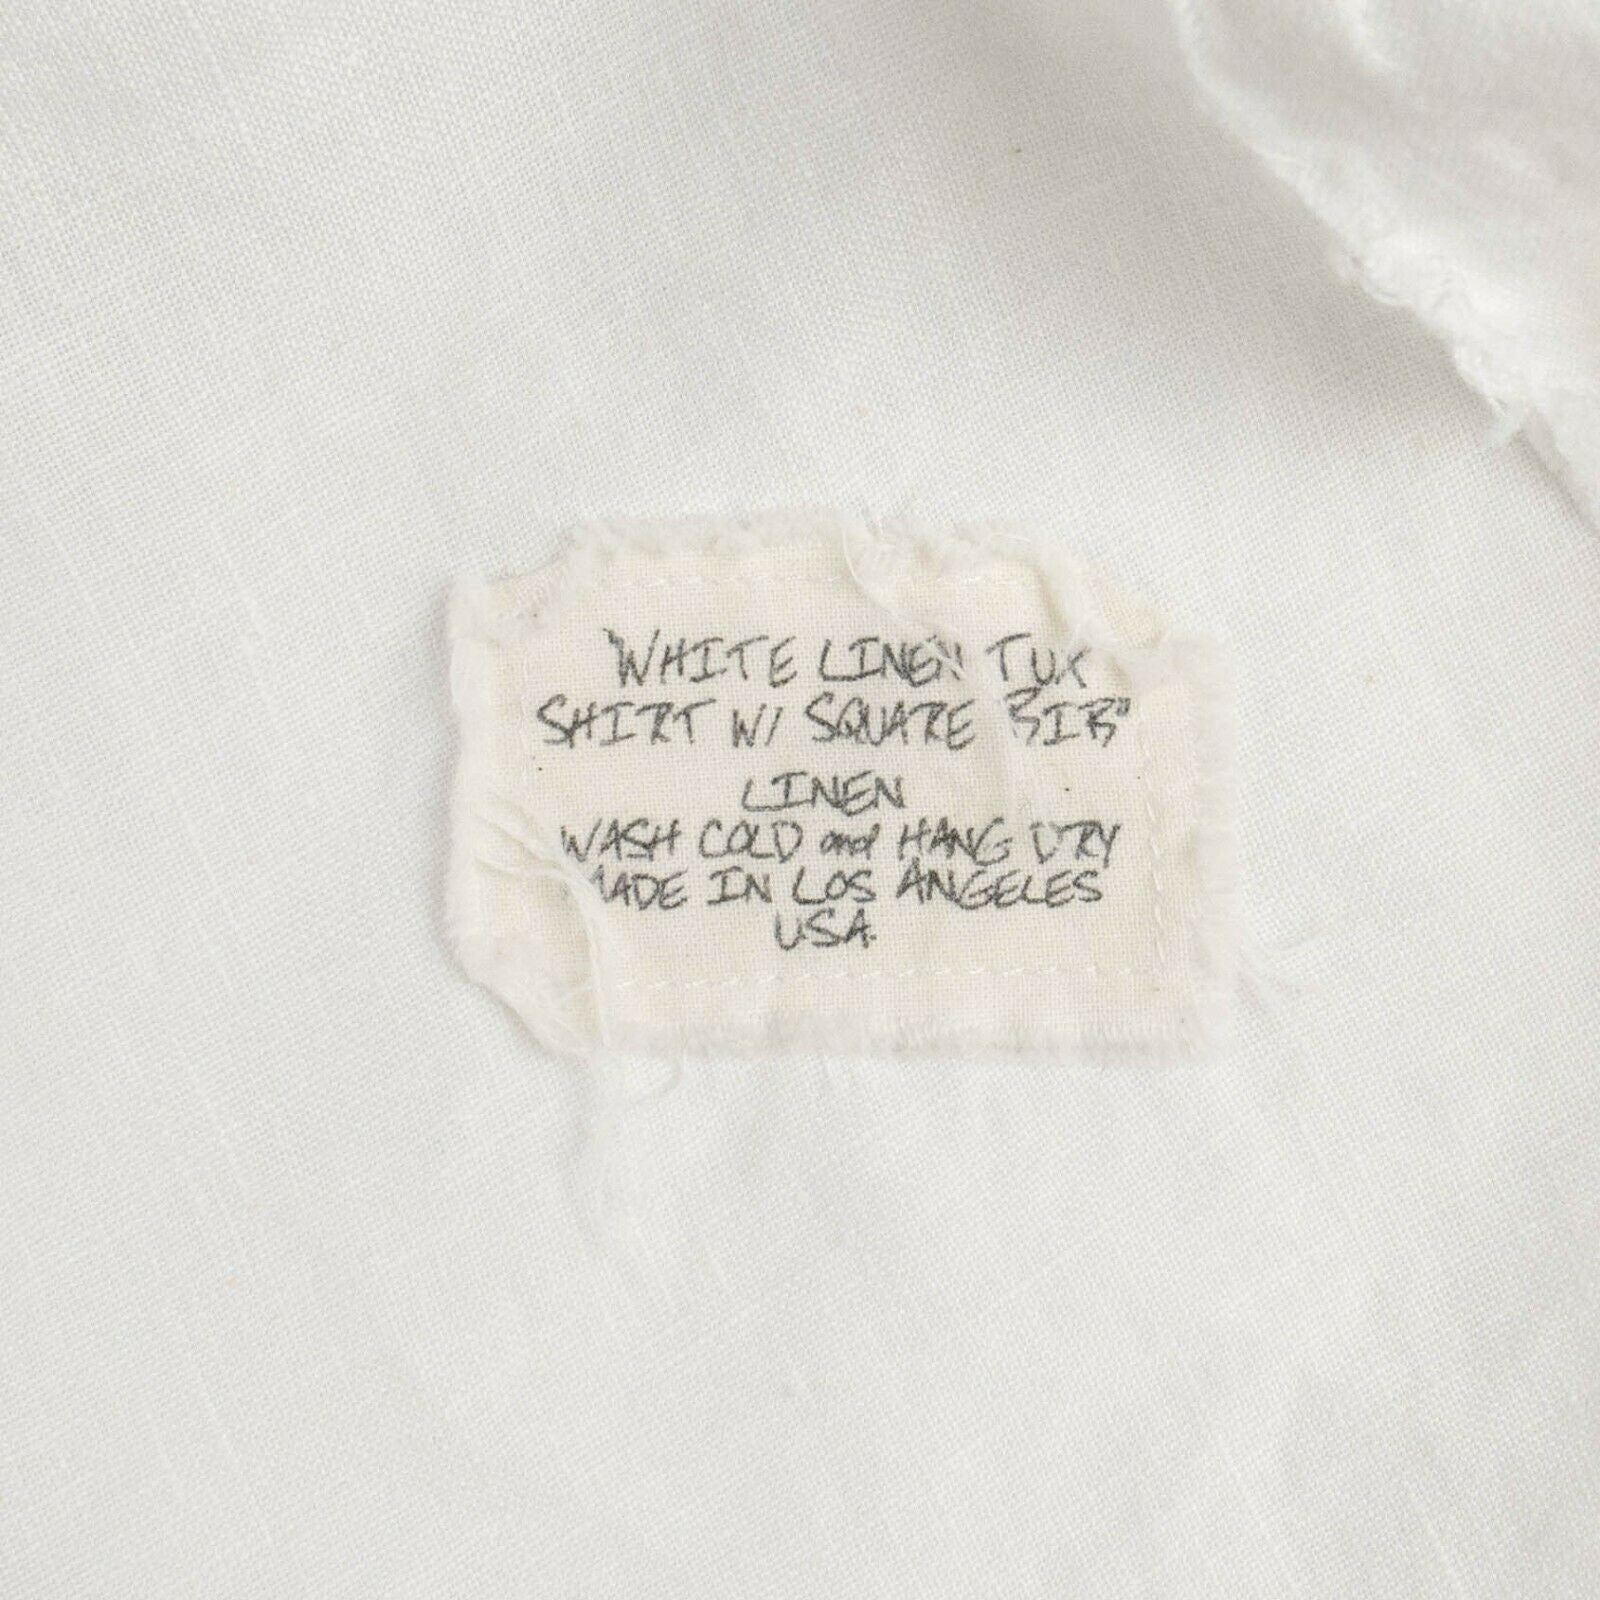 "WHITE LINEN TUX
SHIRT W/ SQUARE BIB"
LINEN
WASH COLD and HANG DRY
MADE IN LOS ANGELES
USA.